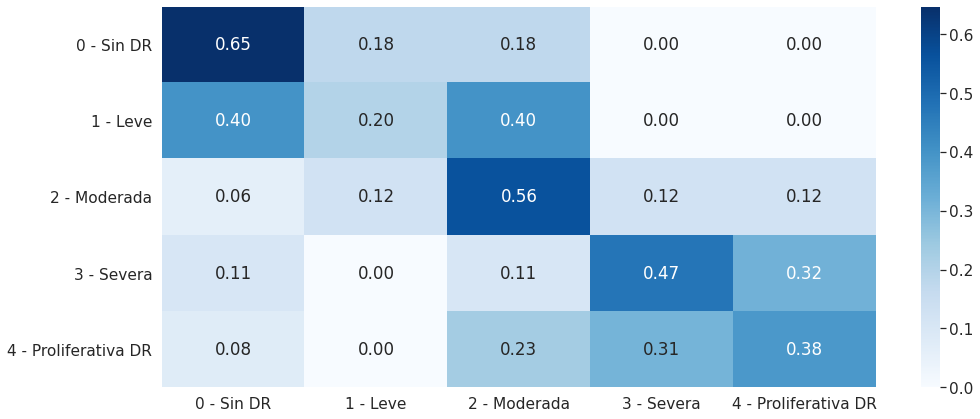 0 - Sin DR 0.65 0.18 0.18 0.00 0.00
1 - Leve 0.40 0.20 0.40 0.00 0.00
2 - Moderada 0.06 0.12 0.56 0.12 0.12
3 - Severa 0.11 0.00 0.11 0.47 0.32
4 - Proliferativa DR 0.08 0.00 0.23 0.31 0.38
0 - Sin DR 1 - Leve 2 - Moderada 3 - Severa 4 - Proliferativa DR
0.6
0.5
0.4
0.3
0.2
0.1
0.0